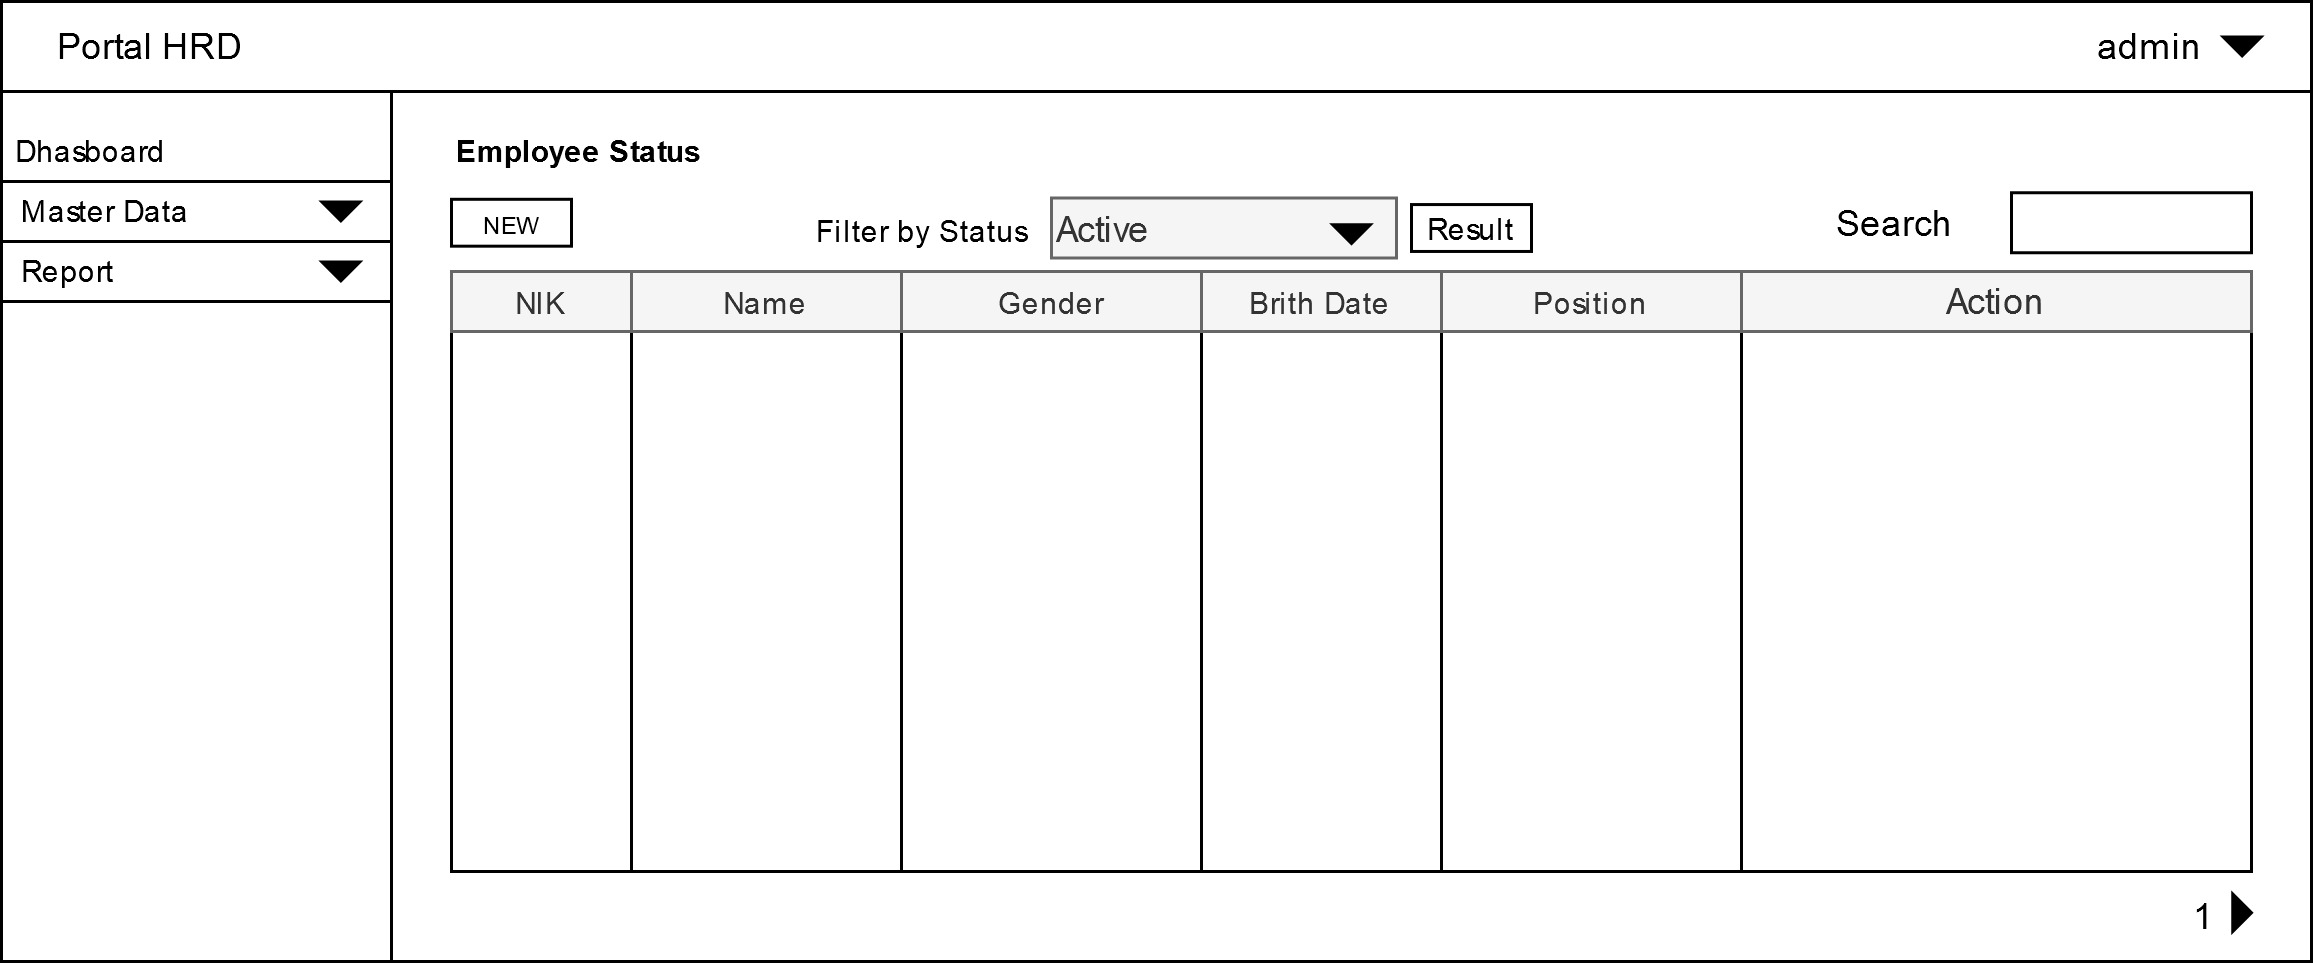 Portal HRD
admin
Dhasboard
Master Data
Report
Employee Status
NEW
Filter by Status
Active
Result
Search
NIK Name Gender Brith Date Position Action
1